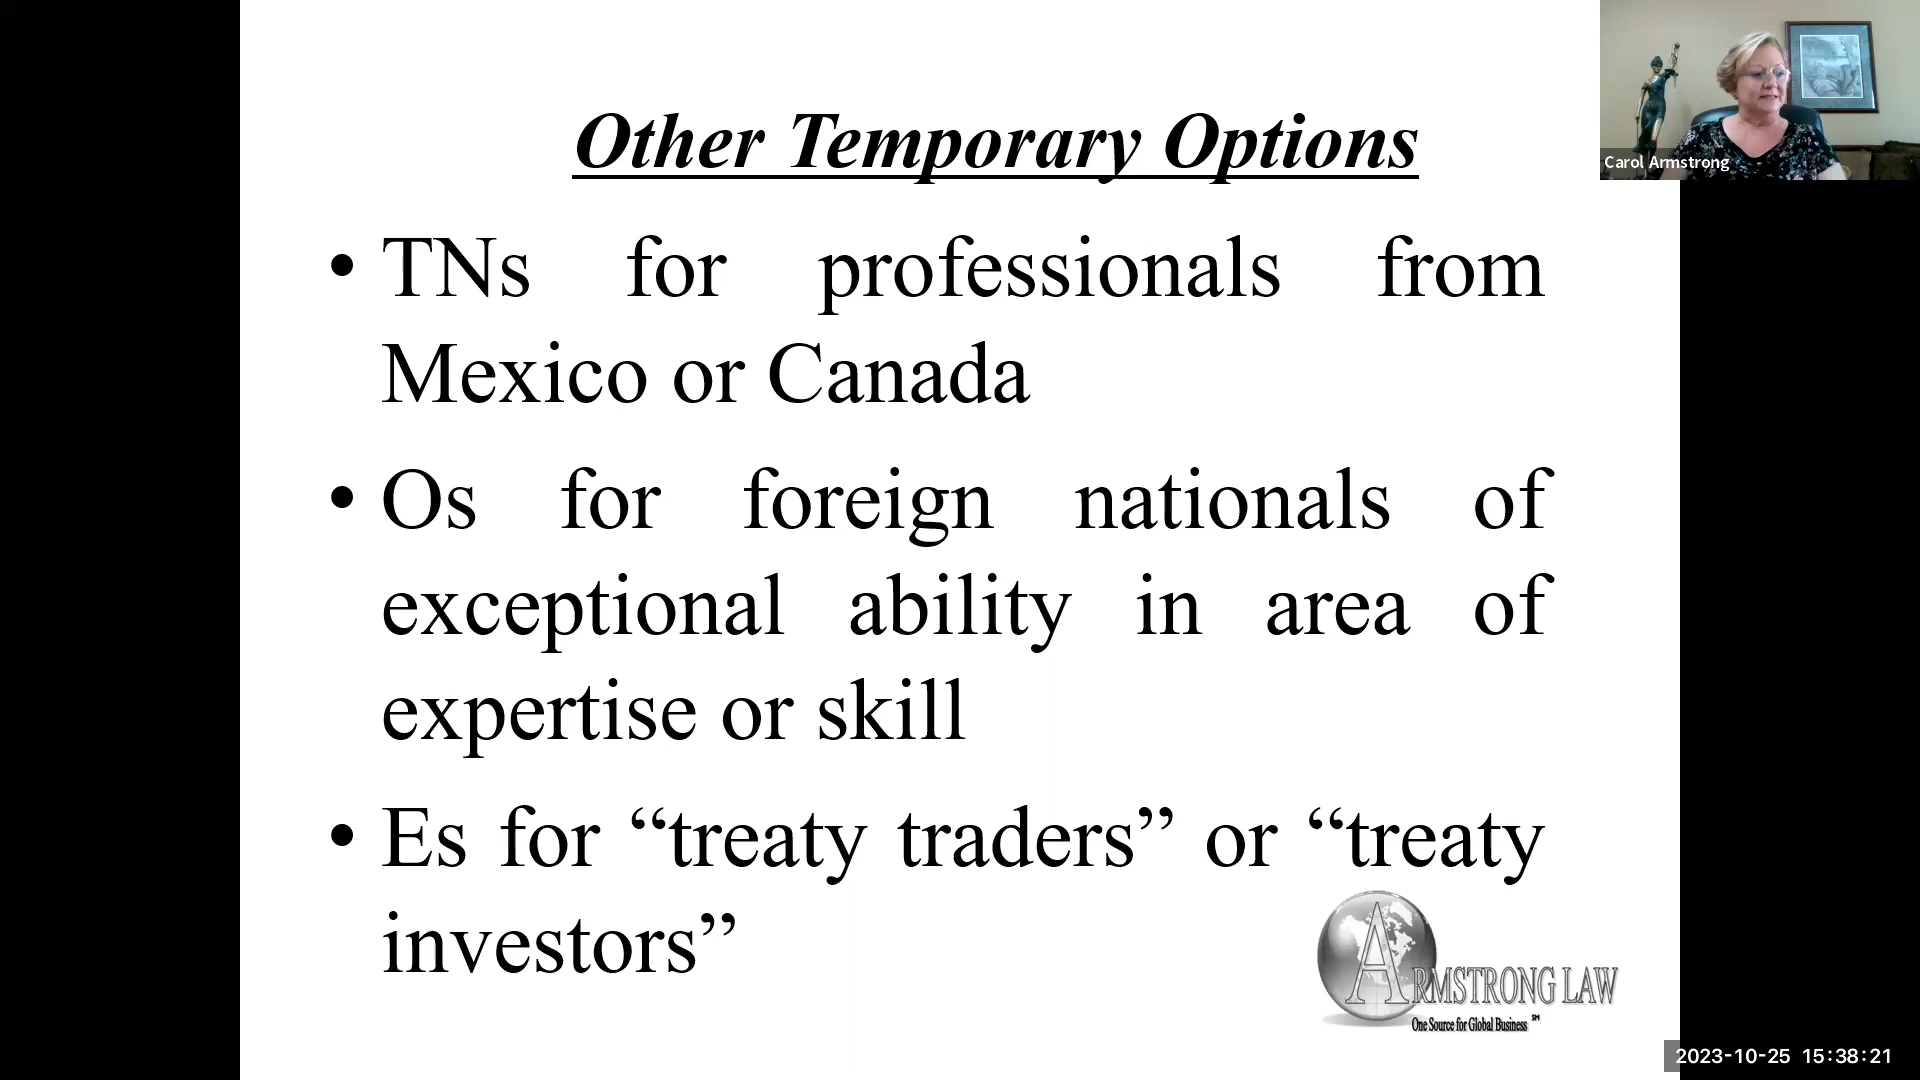 Other Temporary Options
• TNs for professionals from
Mexico or Canada
• Os for foreign nationals of
exceptional ability in area of
expertise or skill
• Es for “treaty traders” or “treaty
investors”
ARMSTRONG LAW
One Source for Global Business SM
Carol Armstrong
2023-10-25 15:38:21